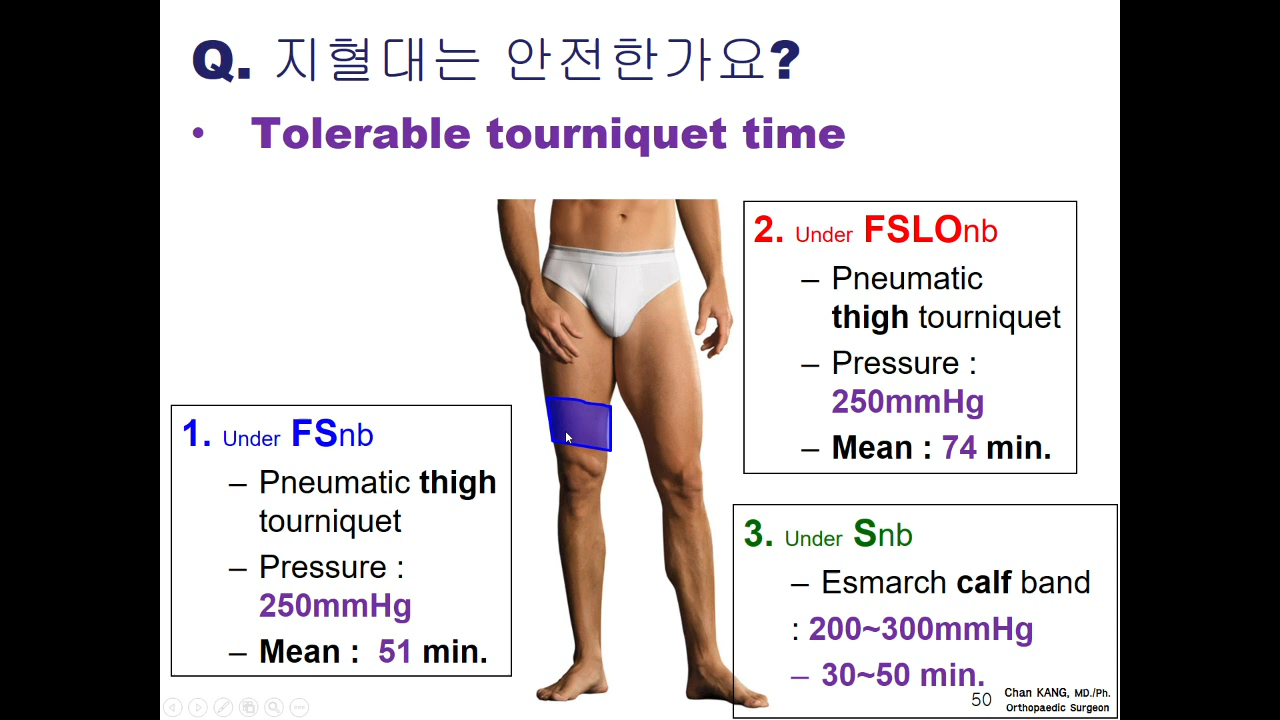 Q. 지혈대는 안전한가요?
• Tolerable tourniquet time
1. Under FSnb
– Pneumatic thigh
tourniquet
– Pressure :
250mmHg
– Mean : 51 min.
2. Under FSLOnb
– Pneumatic
thigh tourniquet
– Pressure :
250mmHg
– Mean : 74 min.
3. Under Snb
– Esmarch calf band
: 200~300mmHg
– 30~50 min.
50
Chan KANG, MD./Ph.
Orthopaedic Surgeon